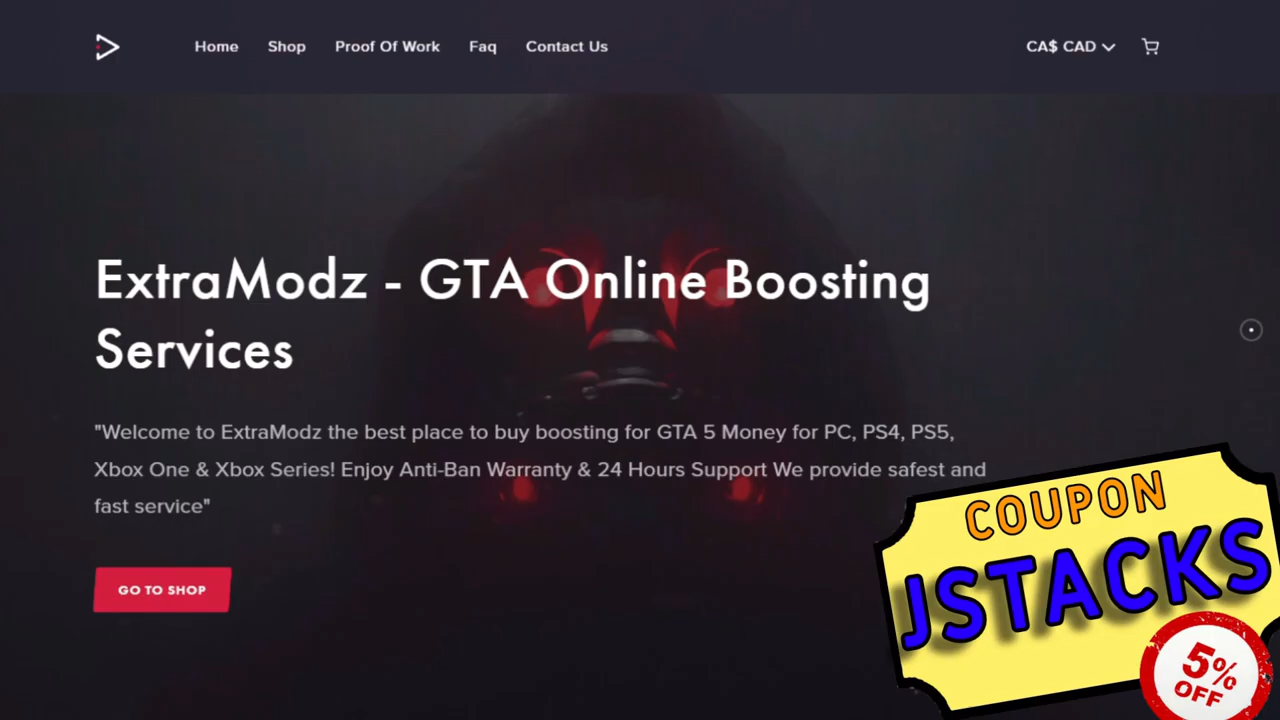 Home Shop Proof Of Work Faq Contact Us CA$ CAD
ExtraModz - GTA Online Boosting
Services
"Welcome to ExtraModz the best place to buy boosting for GTA 5 Money for PC, PS4, PS5,
Xbox One & Xbox Series! Enjoy Anti-Ban Warranty & 24 Hours Support We provide safest and
fast service"
GO TO SHOP
COUPON
JSTACKS
5%
OFF